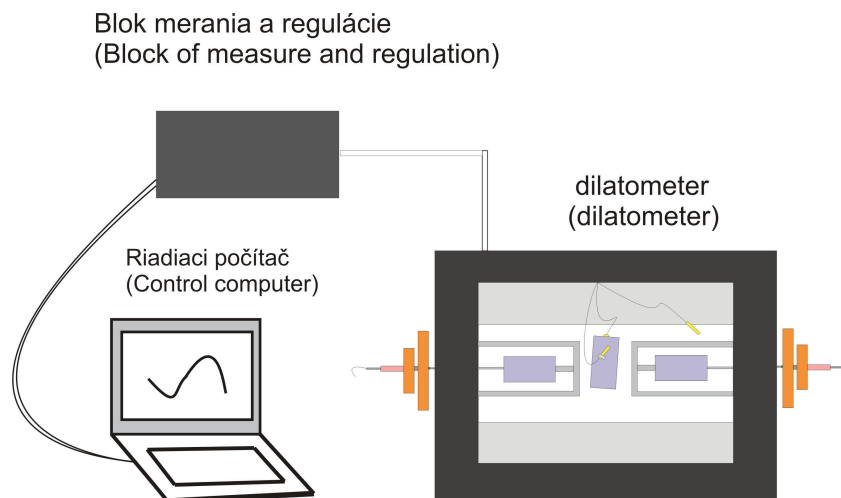 Blok merania a regulácie
(Block of measure and regulation)
dilatometer
(dilatometer)
Riadiaci počítač
(Control computer)